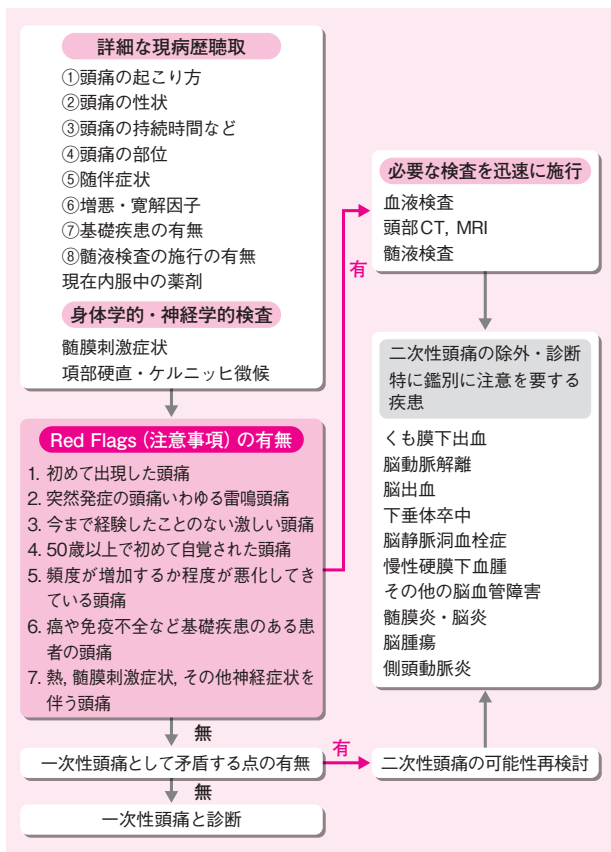 詳細な現病歴聴取
①頭痛の起こり方
②頭痛の性状
③頭痛の持続時間など
④頭痛の部位
⑤随伴症状
⑥増悪・寛解因子
⑦基礎疾患の有無
⑧髄液検査の施行の有無
現在内服中の薬剤
身体学的・神経学的検査
髄膜刺激症状
項部硬直・ケルニッヒ徴候
Red Flags（注意事項）の有無
1. 初めて出現した頭痛
2. 突然発症の頭痛いわゆる雷鳴頭痛
3. 今まで経験したことのない激しい頭痛
4. 50歳以上で初めて自覚された頭痛
5. 頻度が増加するか程度が悪化してき
ている頭痛
6. 癌や免疫不全など基礎疾患のある患
者の頭痛
7. 熱, 髄膜刺激症状, その他神経症状を
伴う頭痛
有
必要な検査を迅速に施行
血液検査
頭部CT, MRI
髄液検査
二次性頭痛の除外・診断
特に鑑別に注意を要する
疾患
くも膜下出血
脳動脈解離
脳出血
下垂体卒中
脳静脈洞血栓症
慢性硬膜下血腫
その他の脳血管障害
髄膜炎・脳炎
脳腫瘍
側頭動脈炎
無
一次性頭痛として矛盾する点の有無
有
二次性頭痛の可能性再検討
無
一次性頭痛と診断